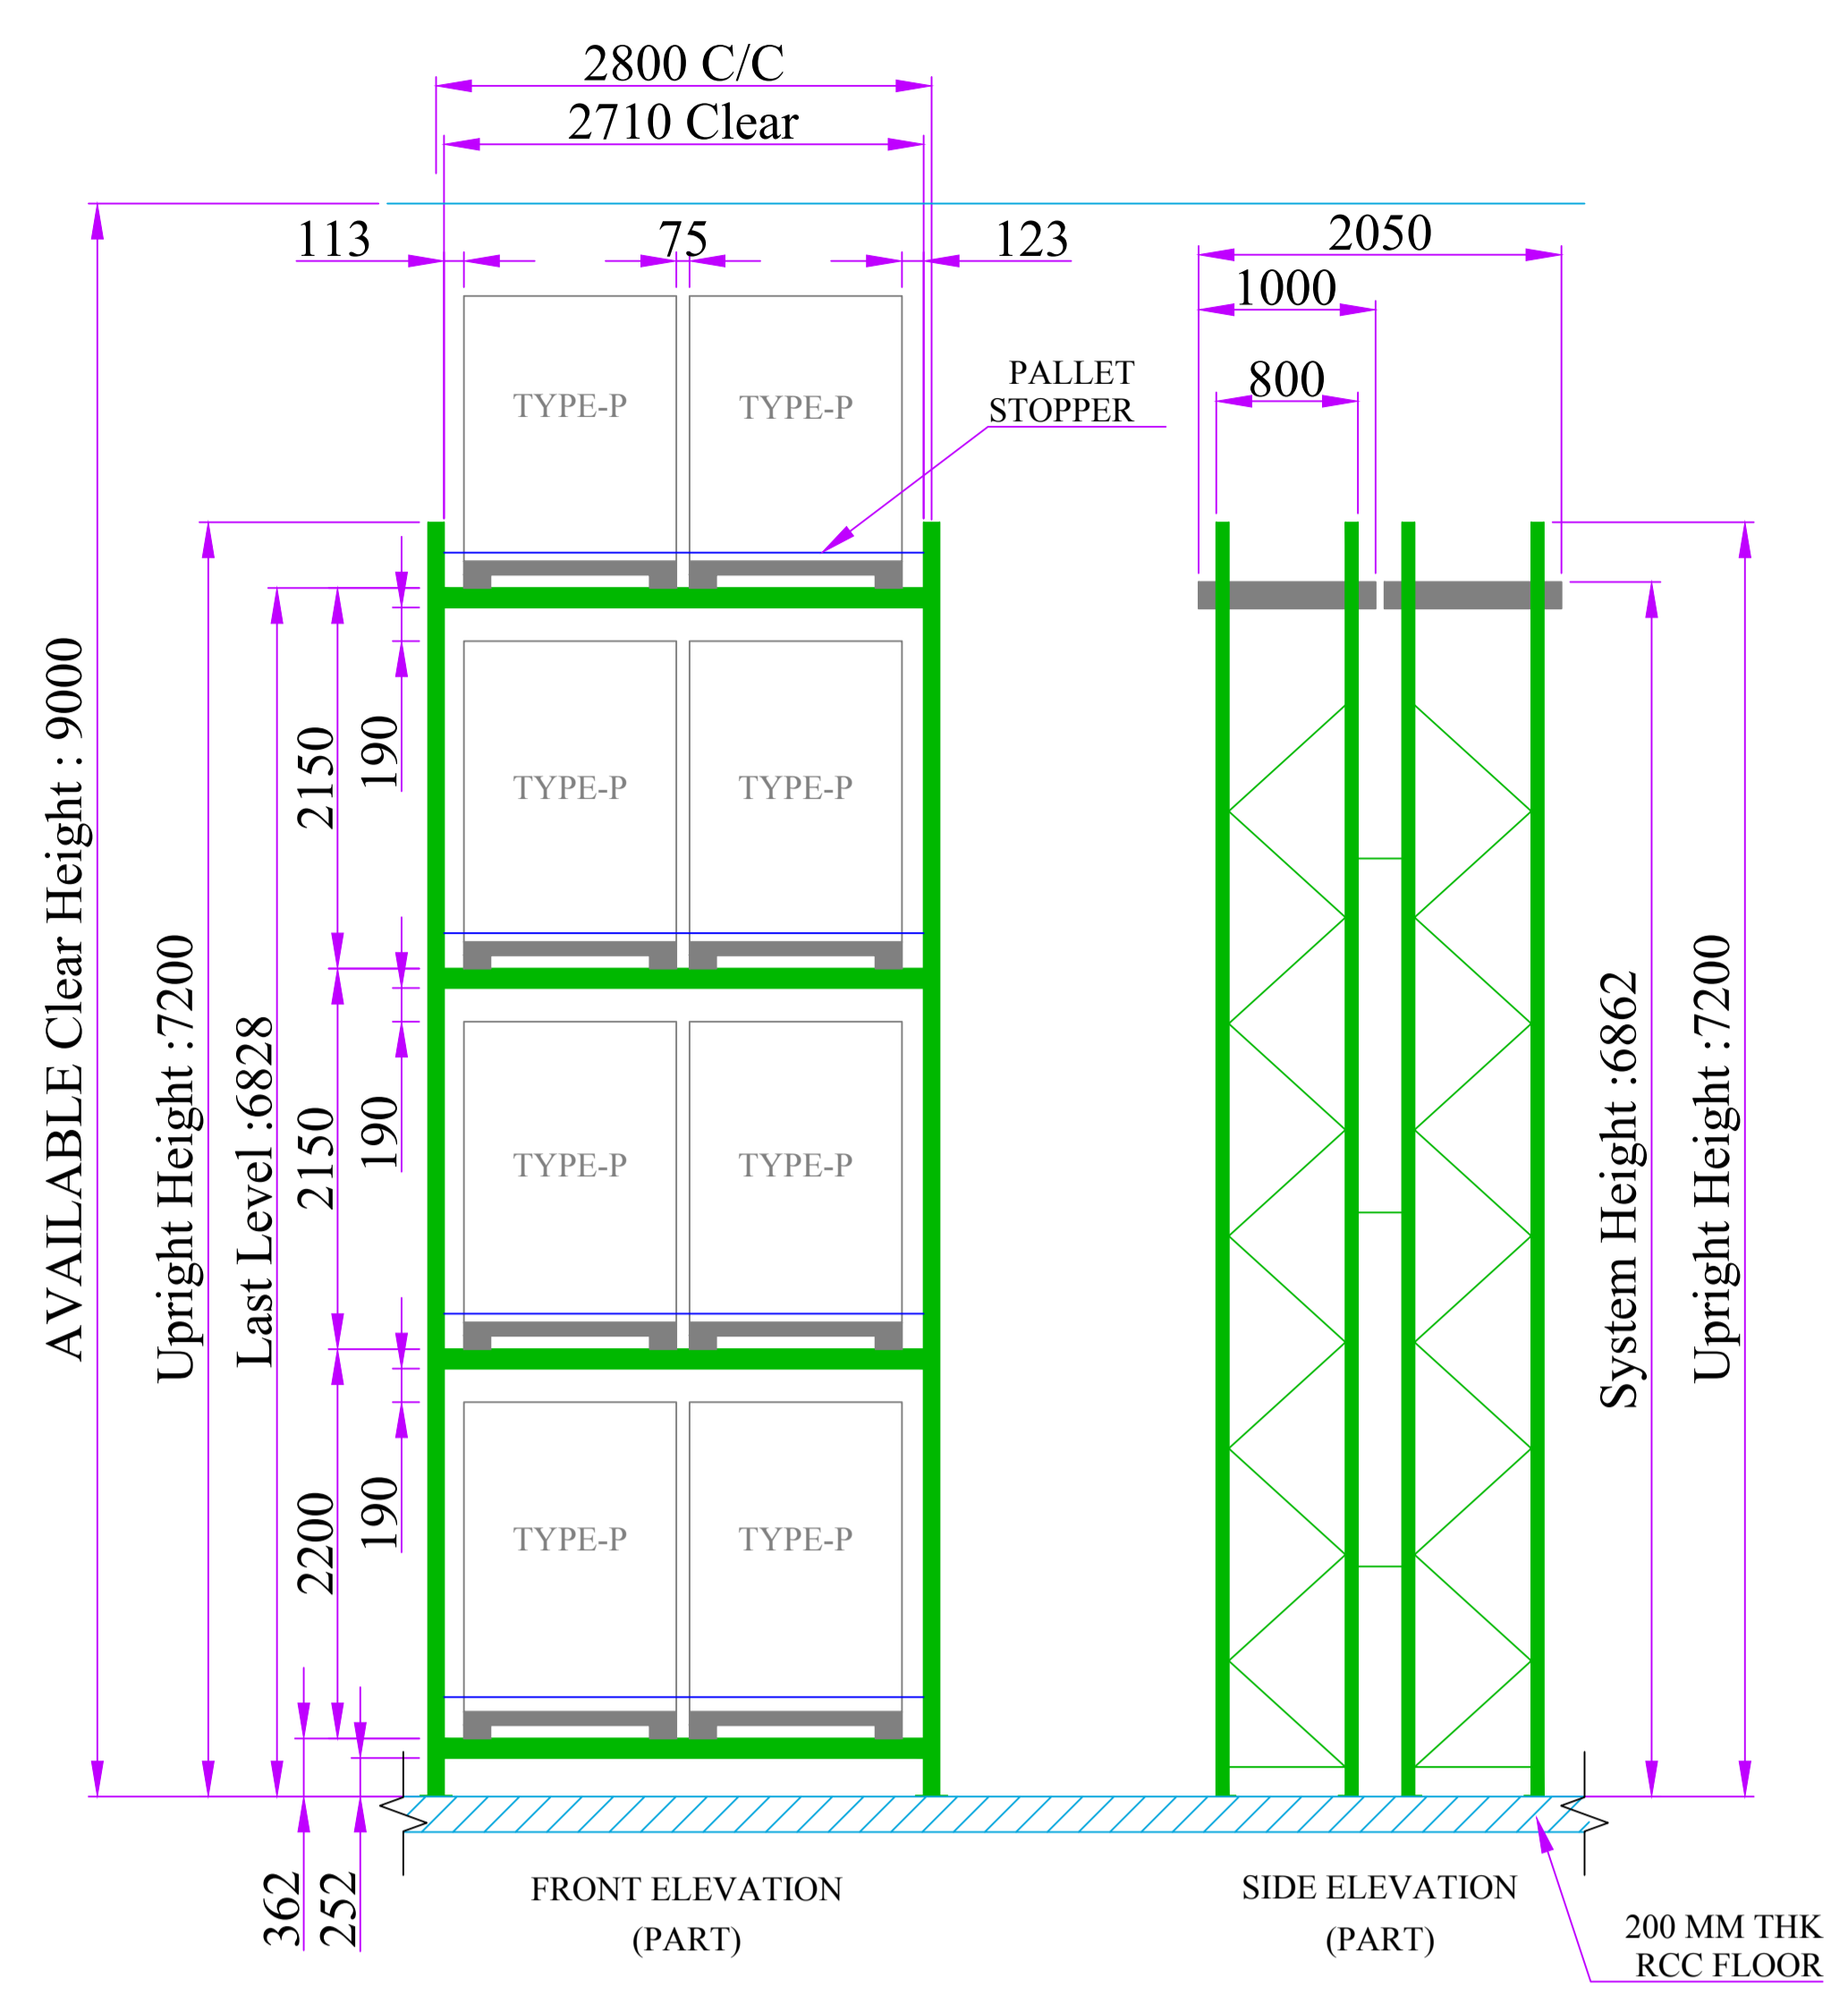 2800 C/C
2710 Clear
113
75
123
2050
1000
800
TYPE-P
TYPE-P
PALLET
STOPPER
AVAILABLE Clear Height : 9000
Upright Height :7200
Last Level :6828
2150
190
TYPE-P
TYPE-P
2150
190
TYPE-P
TYPE-P
2200
190
TYPE-P
TYPE-P
System Height :6862
Upright Height :7200
362
252
FRONT ELEVATION
(PART)
SIDE ELEVATION
(PART)
200 MM THK
RCC FLOOR